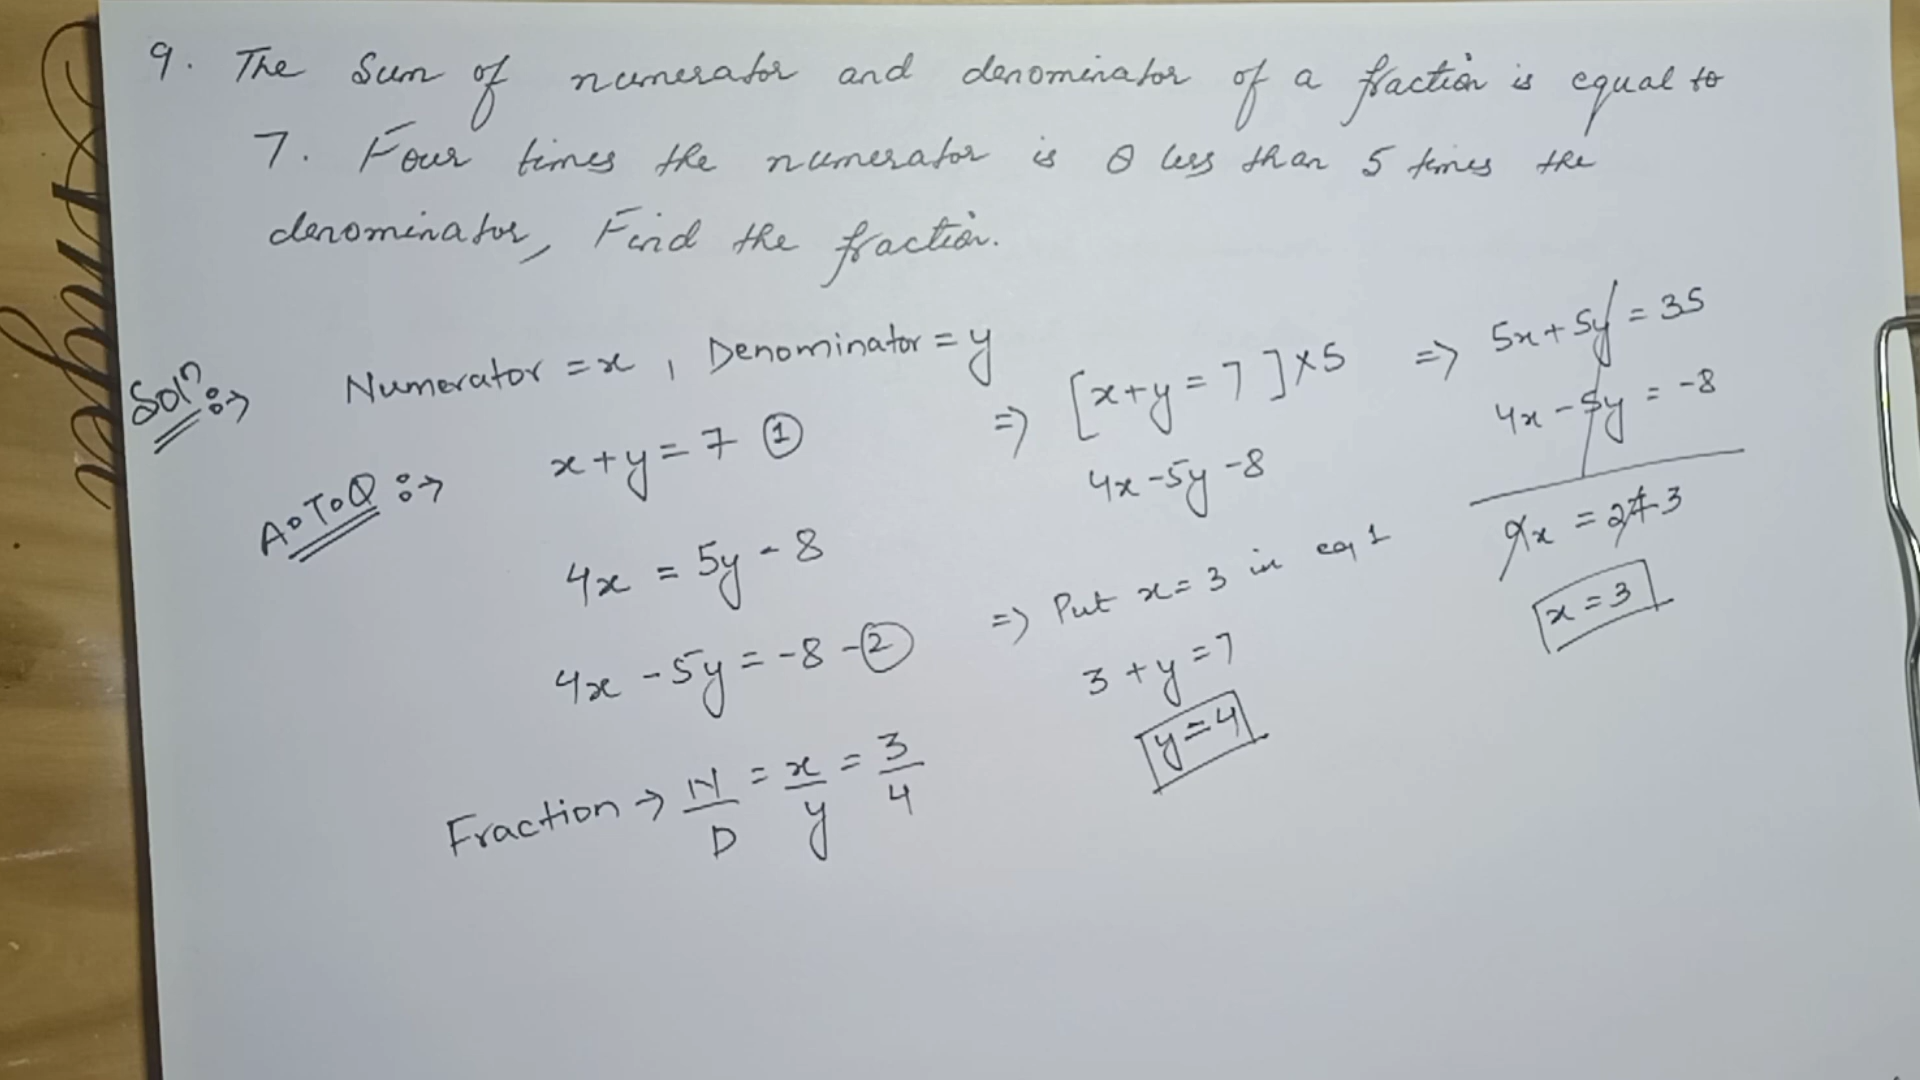 9. The Sum of numerator and denominator of a fraction is equal to
7. Four times the numerator is 8 less than 5 times the
denominator, Find the fraction.
Solⁿ:→ Numerator = x , Denominator = y
A∘T∘Q:→ x+y = 7 ①
4x = 5y - 8
4x - 5y = -8 - ②
Fraction → N/D = x/y = 3/4
=> [x+y = 7] x5
4x-5y -8
=> Put x = 3 in eq 1
3 + y = 7
y = 4
=> 5x + 5y = 35
4x - 5y = -8
9x = 27 3
x = 3